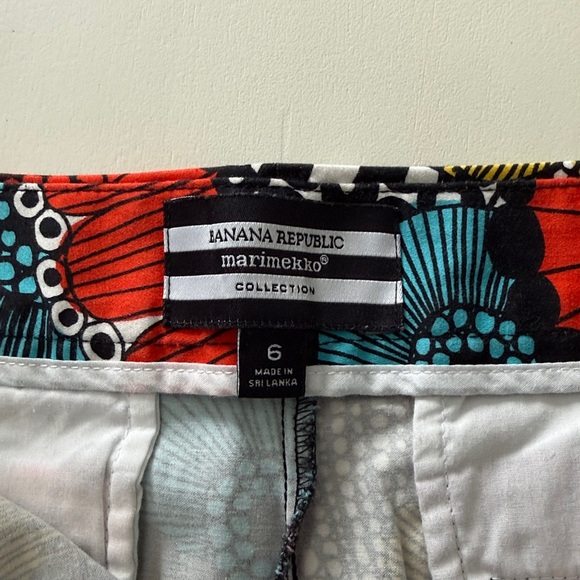 BANANA REPUBLIC
marimekko®
COLLECTION
6
MADE IN
SRI LANKA